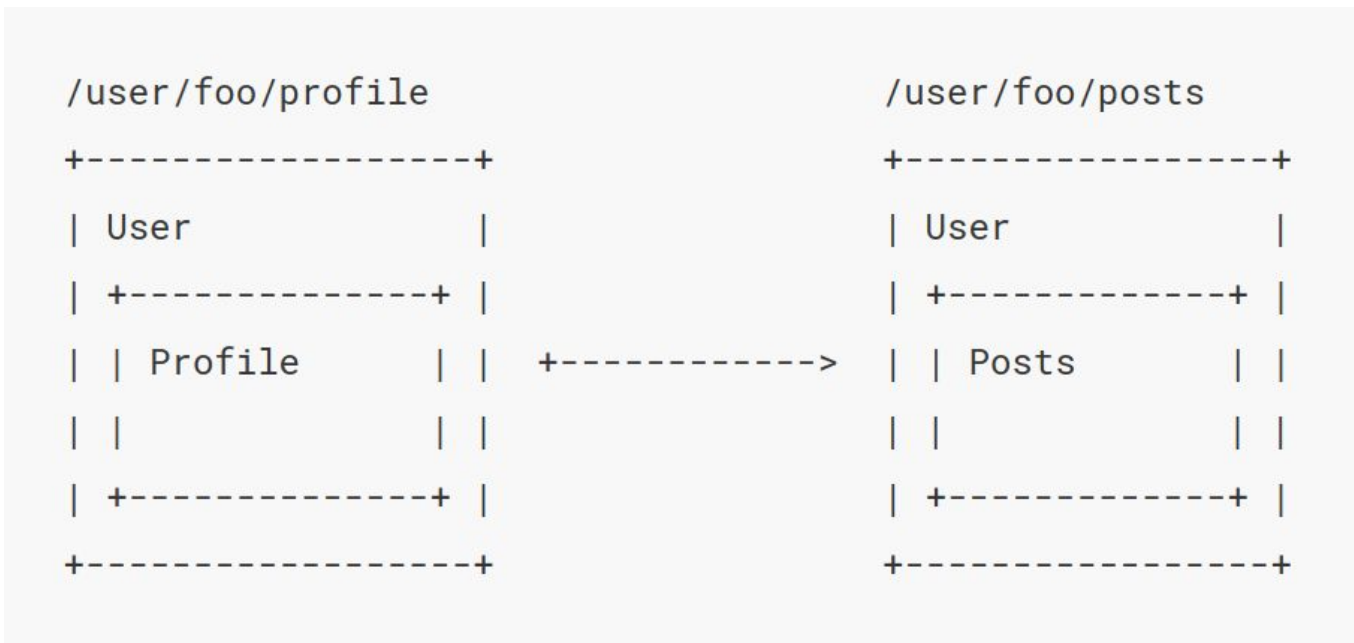 /user/foo/profile                     /user/foo/posts
+------------------+                  +-----------------+
| User             |                  | User            |
| +--------------+ |                  | +-------------+ |
| | Profile      | |  +------------>  | | Posts       | |
| |              | |                  | |             | |
| +--------------+ |                  | +-------------+ |
+------------------+                  +-----------------+